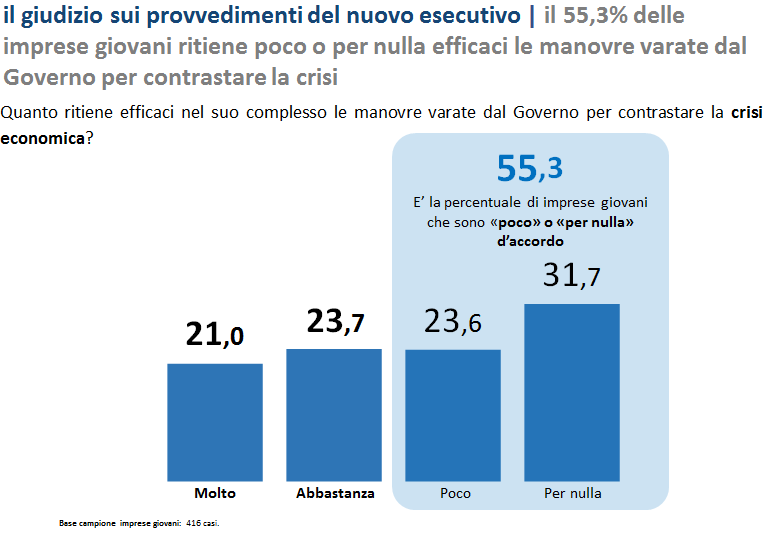 il giudizio sui provvedimenti del nuovo esecutivo | il 55,3% delle
imprese giovani ritiene poco o per nulla efficaci le manovre varate dal
Governo per contrastare la crisi
Quanto ritiene efficaci nel suo complesso le manovre varate dal Governo per contrastare la crisi
economica?
55,3
E’ la percentuale di imprese giovani
che sono «poco» o «per nulla»
d’accordo
21,0
23,7
23,6
31,7
Molto
Abbastanza
Poco
Per nulla
Base campione imprese giovani: 416 casi.